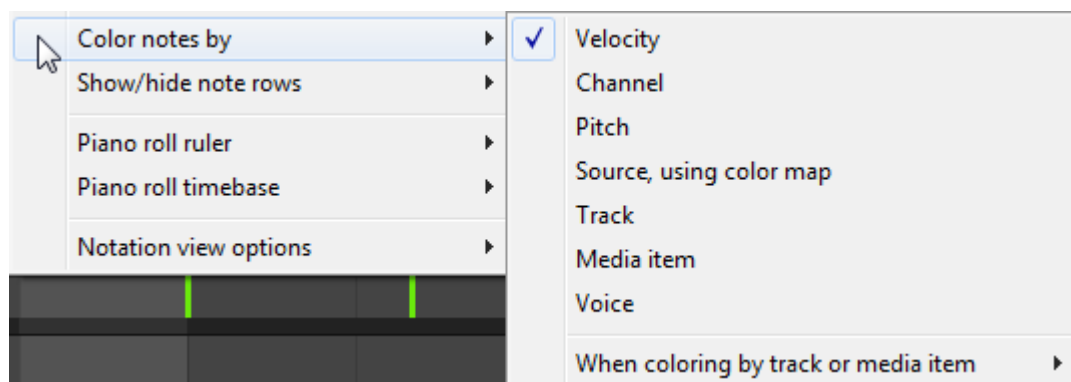 Color notes by
Show/hide note rows
Piano roll ruler
Piano roll timebase
Notation view options
Velocity
Channel
Pitch
Source, using color map
Track
Media item
Voice
When coloring by track or media item